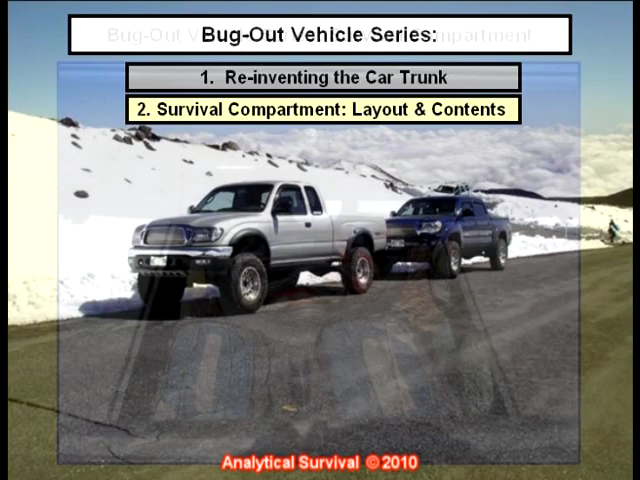 Bug-Out Vehicle Series:
1. Re-inventing the Car Trunk
2. Survival Compartment: Layout & Contents
Analytical Survival © 2010